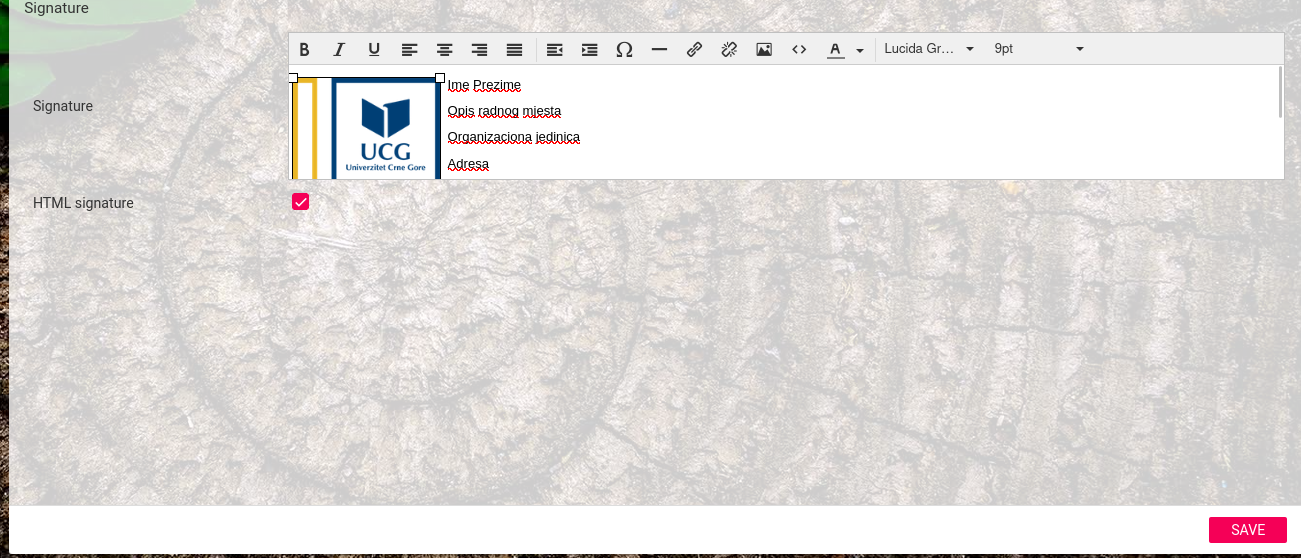 Signature
B I U
A Lucida Gr... 9pt
Signature
Ime Prezime
Opis radnog mjesta
Organizaciona jedinica
Adresa
UCG
Univerzitet Crne Gore
HTML signature
SAVE